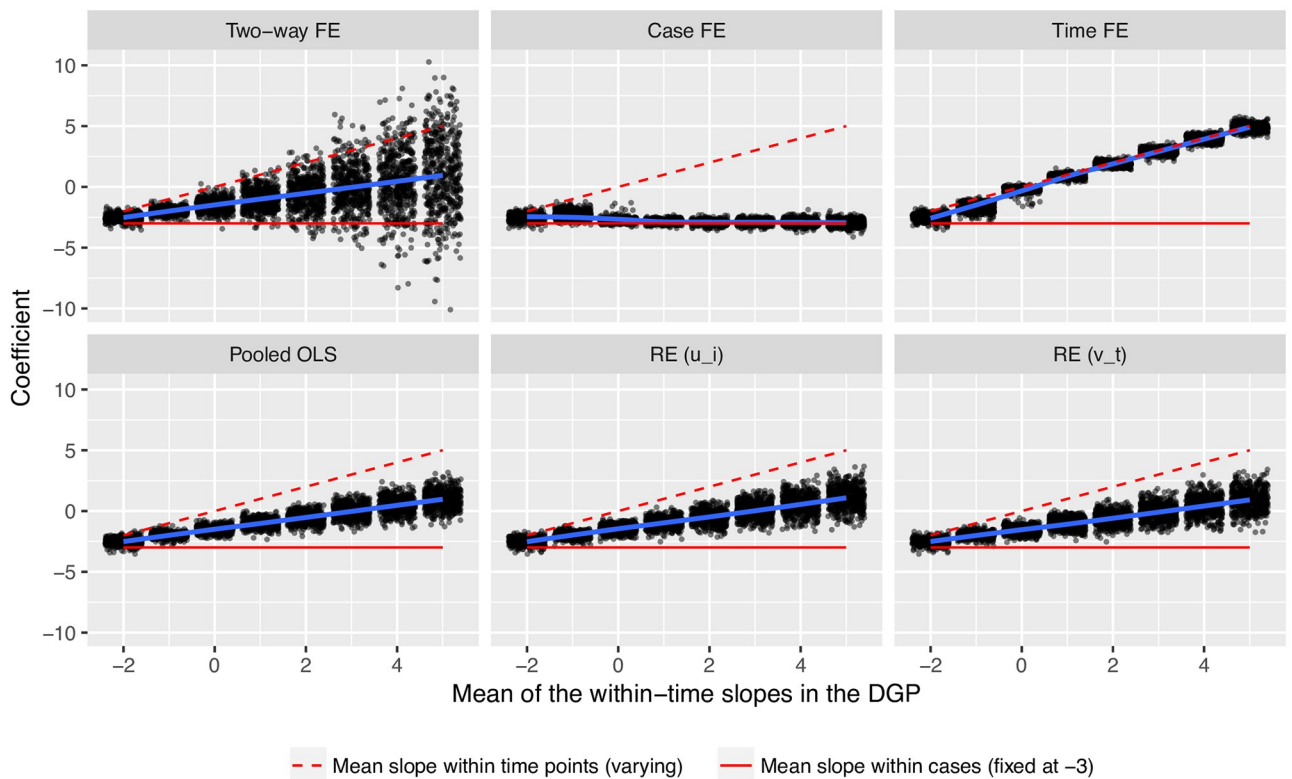 Two−way FE
Case FE
Time FE
10
5
0
−5
−10
Pooled OLS
RE (u_i)
RE (v_t)
10
5
0
−5
−10
Coefficient
−2 0 2 4
−2 0 2 4
−2 0 2 4
Mean of the within−time slopes in the DGP
Mean slope within time points (varying)
Mean slope within cases (fixed at −3)